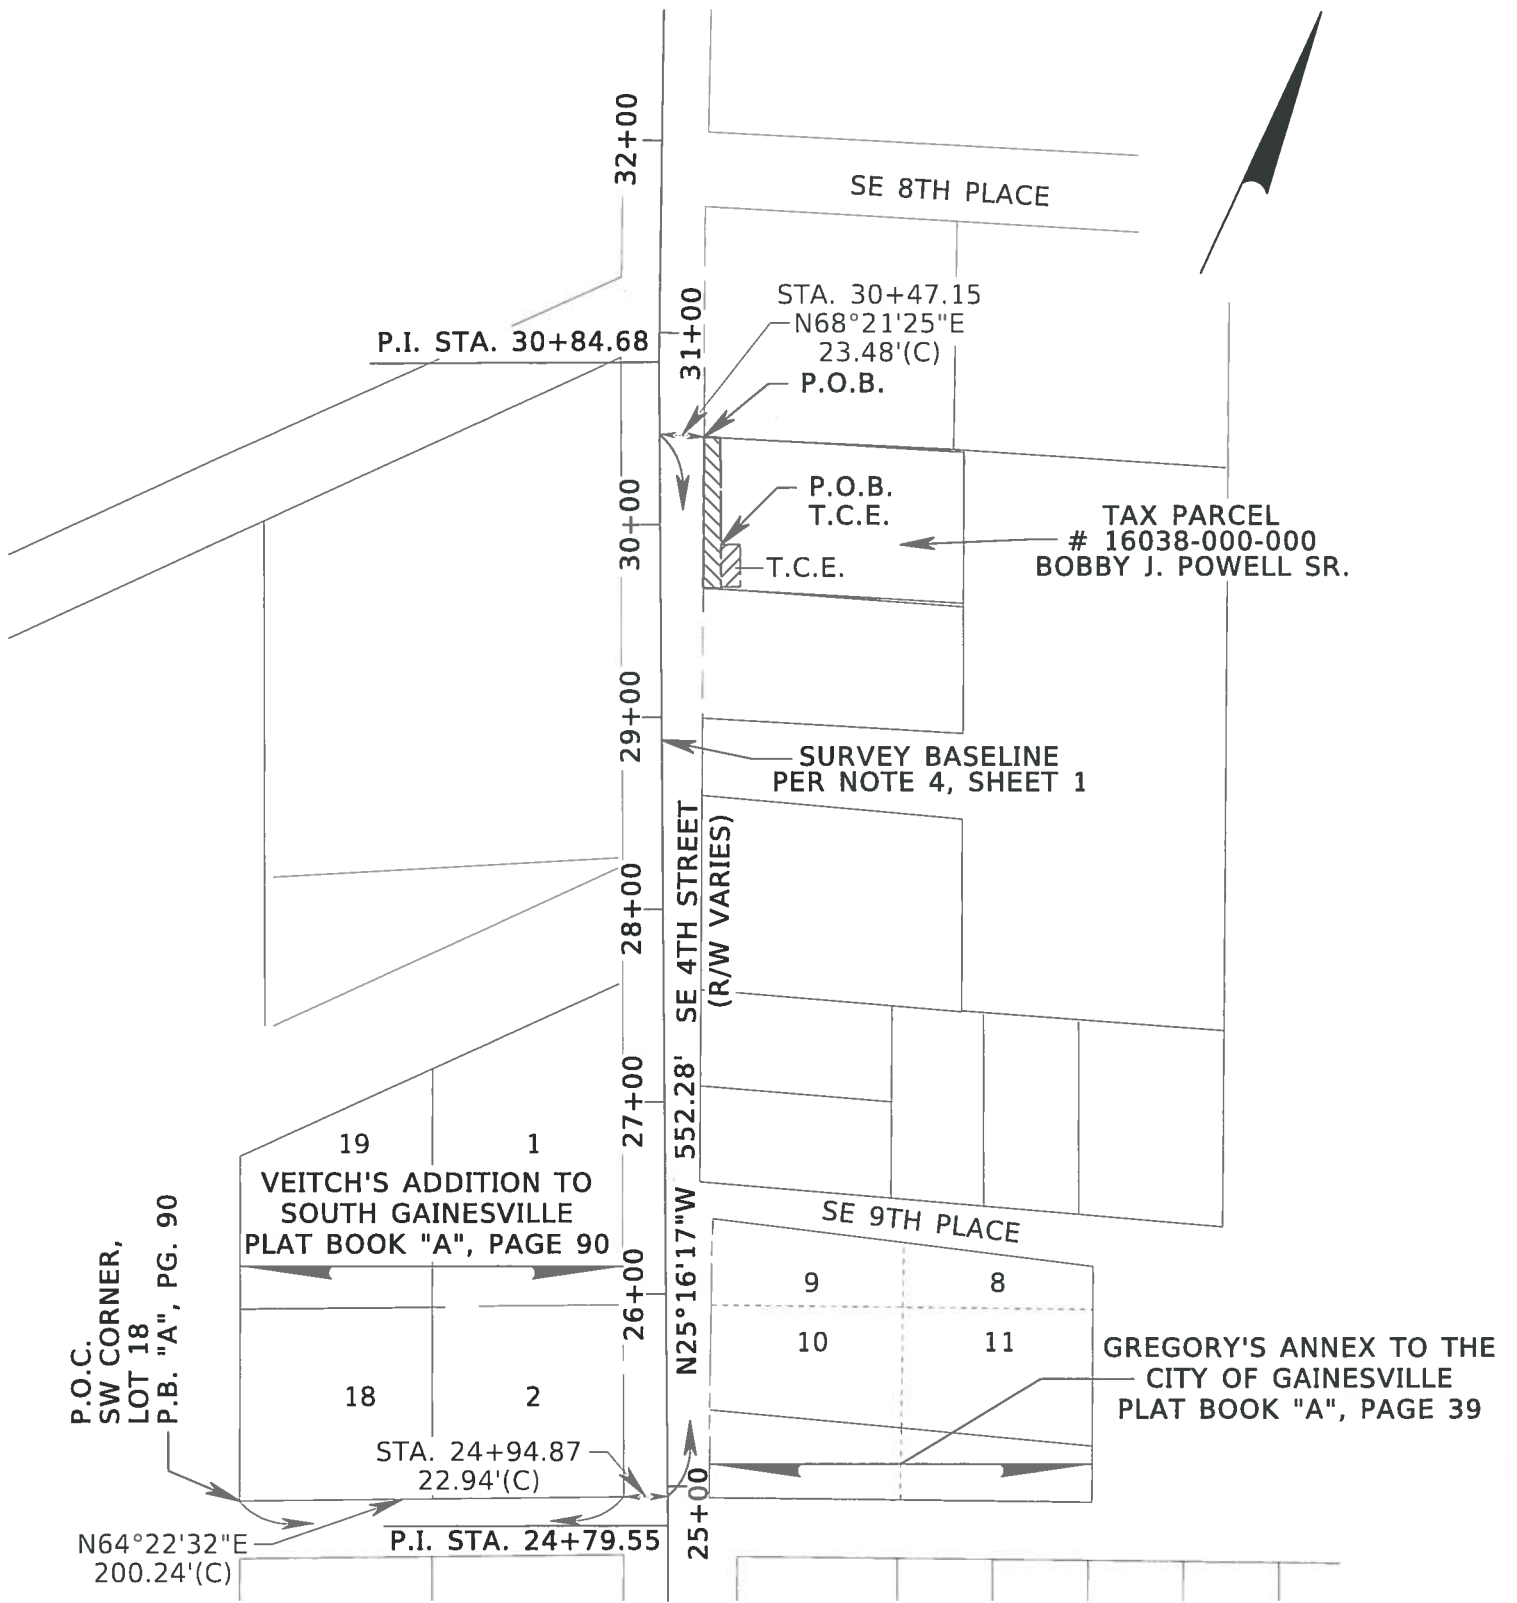 32+00
SE 8TH PLACE
STA. 30+47.15
N68°21'25"E
23.48'(C)
P.O.B.
31+00
P.I. STA. 30+84.68
P.O.B.
T.C.E.
30+00
T.C.E.
TAX PARCEL
# 16038-000-000
BOBBY J. POWELL SR.
29+00
SURVEY BASELINE
PER NOTE 4, SHEET 1
SE 4TH STREET
(R/W VARIES)
28+00
27+00
N25°16'17"W 552.28'
19
1
VEITCH'S ADDITION TO
SOUTH GAINESVILLE
PLAT BOOK "A", PAGE 90
SE 9TH PLACE
26+00
9
8
10
11
GREGORY'S ANNEX TO THE
CITY OF GAINESVILLE
PLAT BOOK "A", PAGE 39
P.O.C.
SW CORNER,
LOT 18
P.B. "A", PG. 90
18
2
STA. 24+94.87
22.94'(C)
25+00
P.I. STA. 24+79.55
N64°22'32"E
200.24'(C)